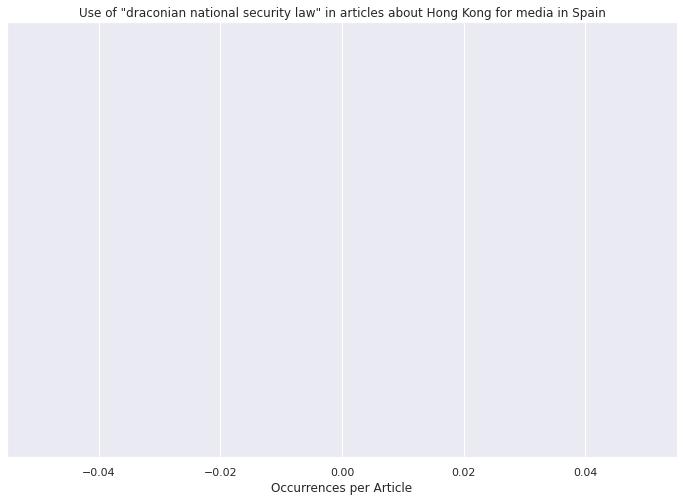 Use of "draconian national security law" in articles about Hong Kong for media in Spain
−0.04 −0.02 0.00 0.02 0.04
Occurrences per Article